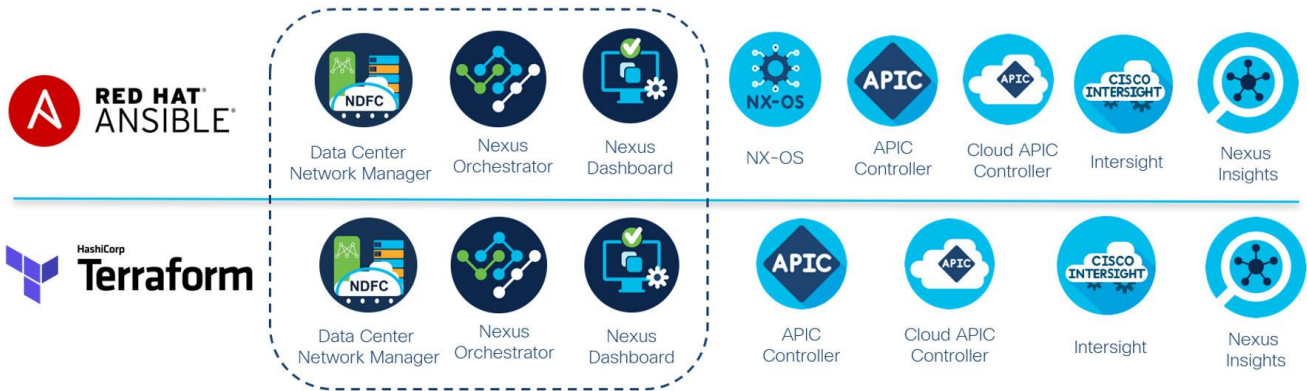 RED HAT®
ANSIBLE®
NDFC
Data Center
Network Manager
Nexus
Orchestrator
Nexus
Dashboard
NX-OS
NX-OS
APIC
APIC
Controller
APIC
Cloud APIC
Controller
CISCO
INTERSIGHT
Intersight
Nexus
Insights
HashiCorp
Terraform
NDFC
Data Center
Network Manager
Nexus
Orchestrator
Nexus
Dashboard
APIC
APIC
Controller
APIC
Cloud APIC
Controller
CISCO
INTERSIGHT
Intersight
Nexus
Insights